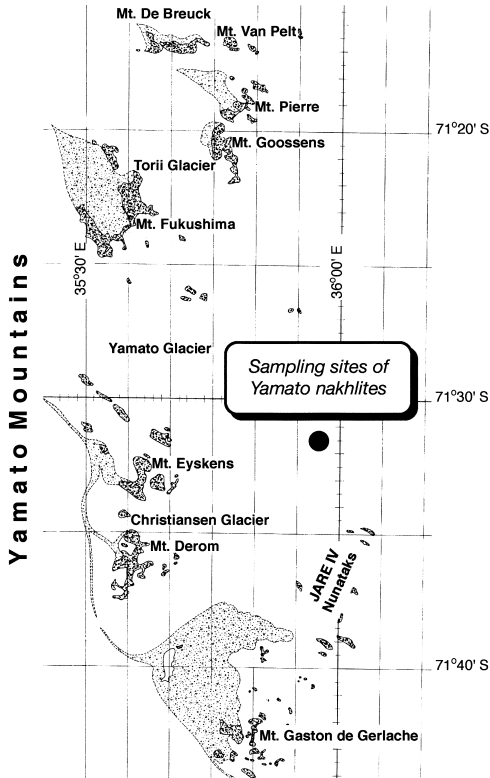 Mt. De Breuck
Mt. Van Pelt
Mt. Pierre
71°20' S
Mt. Goossens
Torii Glacier
Mt. Fukushima
35°30' E
36°00' E
Yamato Mountains
Yamato Glacier
Sampling sites of
Yamato nakhlites
71°30' S
Mt. Eyskens
Christiansen Glacier
Mt. Derom
JARE IV
Nunataks
71°40' S
Mt. Gaston de Gerlache